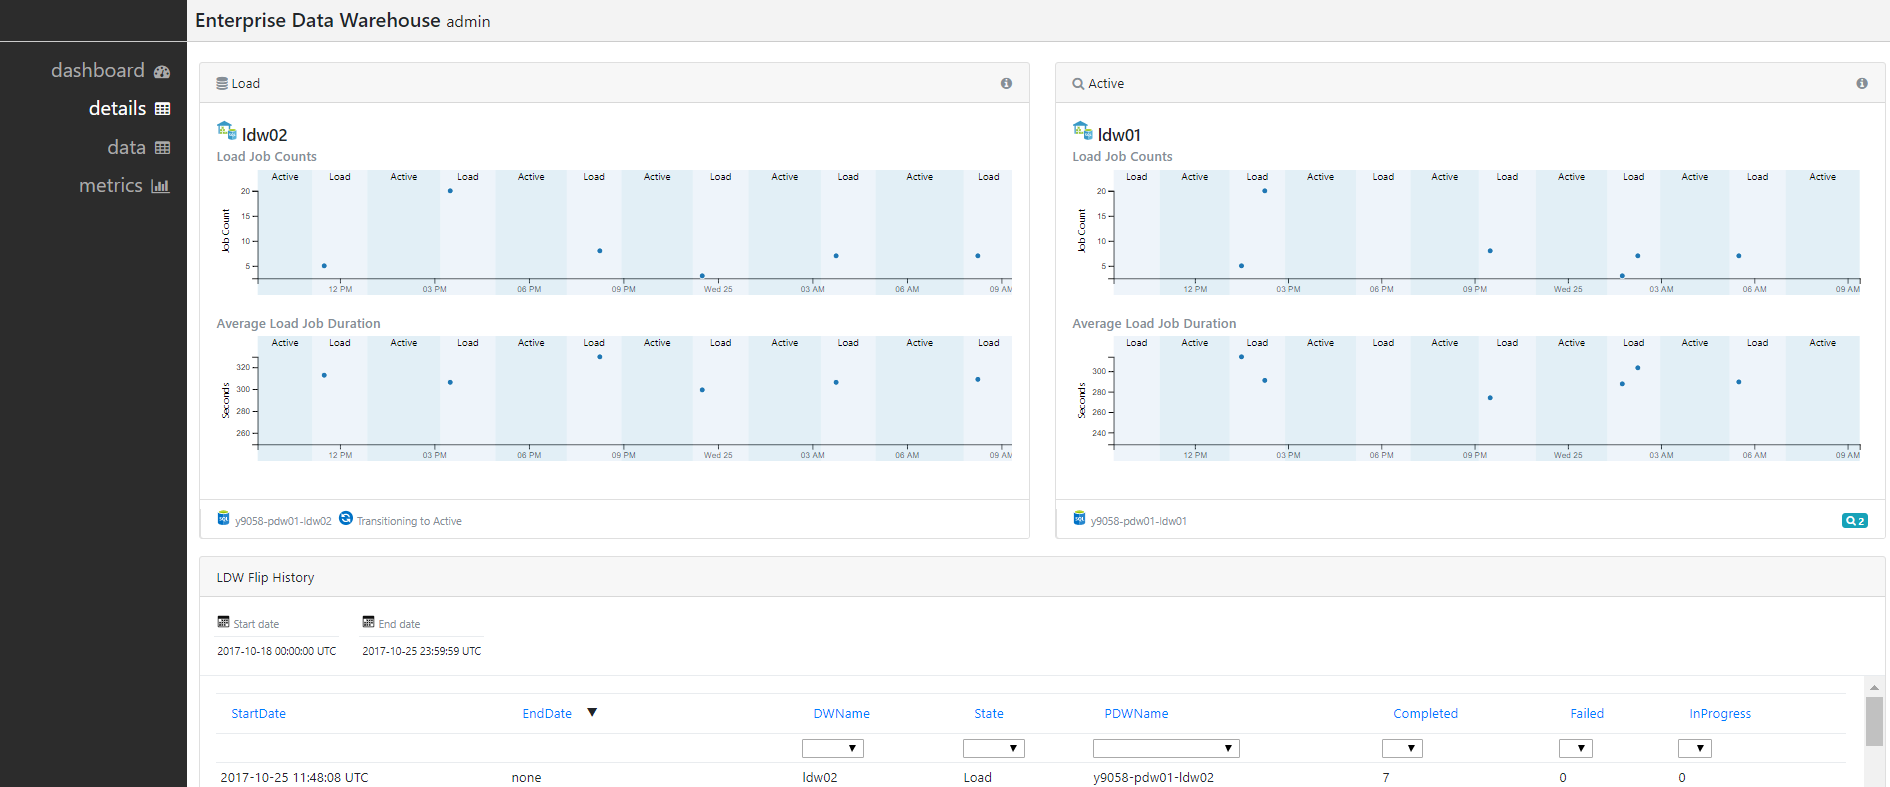 Enterprise Data Warehouse admin
dashboard
details
data
metrics
Load
ldw02
Load Job Counts
Active Load Active Load Active Load Active Load Active Load Active Load
Job Count
20
15
10
5
12 PM 03 PM 06 PM 09 PM Wed 25 03 AM 06 AM 09 AM
Average Load Job Duration
Active Load Active Load Active Load Active Load Active Load Active Load
Seconds
320
300
280
260
12 PM 03 PM 06 PM 09 PM Wed 25 03 AM 06 AM 09 AM
SQL y9058-pdw01-ldw02 Transitioning to Active
Active
ldw01
Load Job Counts
Load Active Load Active Load Active Load Active Load Active Load Active
Job Count
20
15
10
5
12 PM 03 PM 06 PM 09 PM Wed 25 03 AM 06 AM 09 AM
Average Load Job Duration
Load Active Load Active Load Active Load Active Load Active Load Active
Seconds
300
280
260
240
12 PM 03 PM 06 PM 09 PM Wed 25 03 AM 06 AM 09 AM
SQL y9058-pdw01-ldw01 2
LDW Flip History
Start date End date
2017-10-18 00:00:00 UTC 2017-10-25 23:59:59 UTC
StartDate EndDate DWName State PDWName Completed Failed InProgress
2017-10-25 11:48:08 UTC none ldw02 Load y9058-pdw01-ldw02 7 0 0